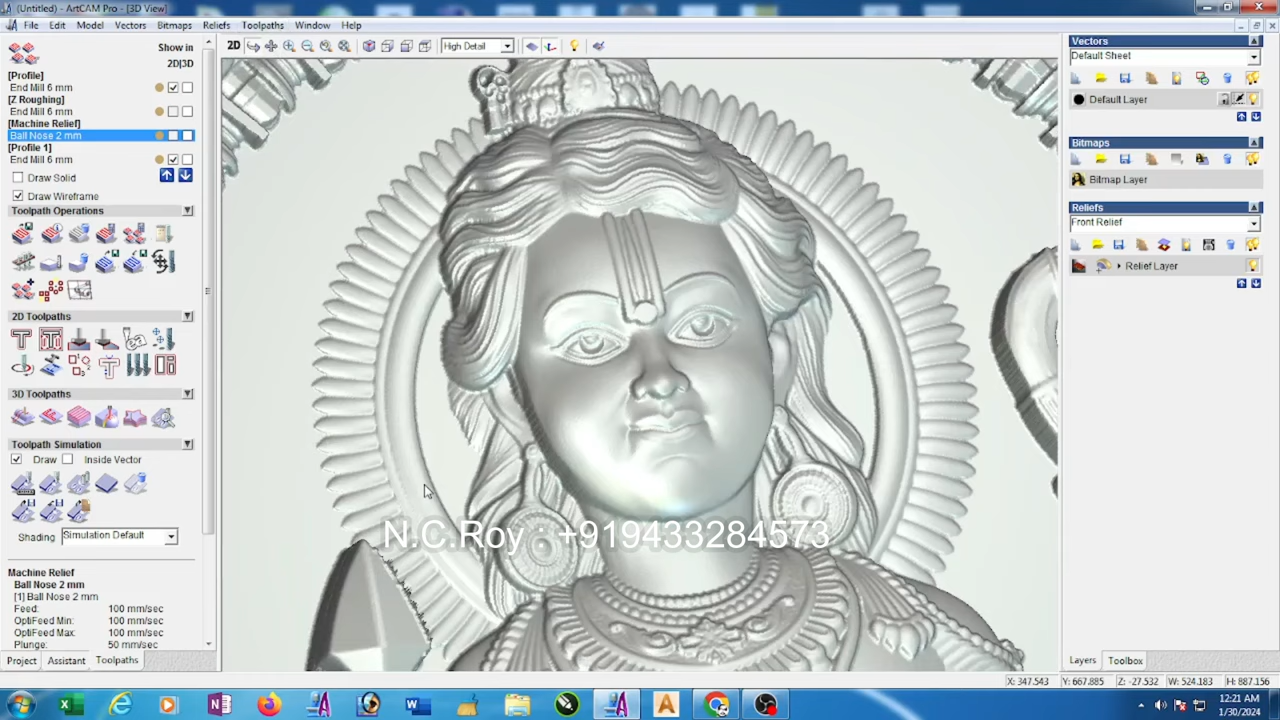 (Untitled) - ArtCAM Pro - [3D View]
File Edit Model Vectors Bitmaps Reliefs Toolpaths Window Help
Show in
2D|3D
[Profile]
End Mill 6 mm
[Z Roughing]
End Mill 6 mm
[Machine Relief]
Ball Nose 2 mm
[Profile 1]
End Mill 6 mm
Draw Solid
Draw Wireframe
Toolpath Operations
2D Toolpaths
3D Toolpaths
Toolpath Simulation
Draw Inside Vector
Shading Simulation Default
Machine Relief
Ball Nose 2 mm
[1] Ball Nose 2 mm
Feed: 100 mm/sec
OptiFeed Min: 100 mm/sec
OptiFeed Max: 100 mm/sec
Plunge: 50 mm/sec
Project Assistant Toolpaths
2D High Detail
N.C.Roy : +919433284573
Vectors
Default Sheet
Default Layer
Bitmaps
Bitmap Layer
Reliefs
Front Relief
Relief Layer
Layers Toolbox
X: 347.543 Y: 667.885 Z: -27.532 W: 524.183 H: 887.156
12:21 AM
1/30/2024